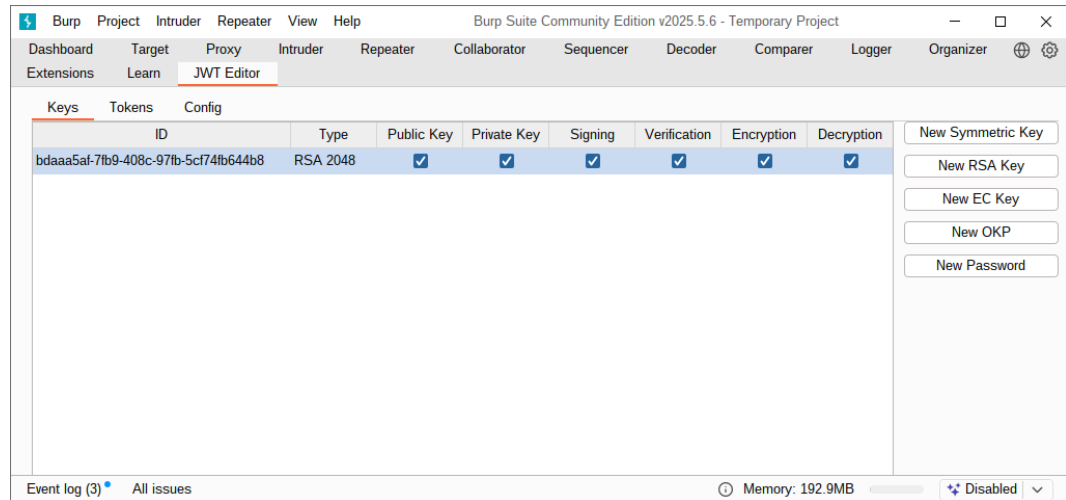 Burp Project Intruder Repeater View Help Burp Suite Community Edition v2025.5.6 - Temporary Project
Dashboard Target Proxy Intruder Repeater Collaborator Sequencer Decoder Comparer Logger Organizer
Extensions Learn JWT Editor
Keys Tokens Config
ID Type Public Key Private Key Signing Verification Encryption Decryption New Symmetric Key
bdaaa5af-7fb9-408c-97fb-5cf74fb644b8 RSA 2048 New RSA Key
New EC Key
New OKP
New Password
Event log (3) All issues Memory: 192.9MB Disabled